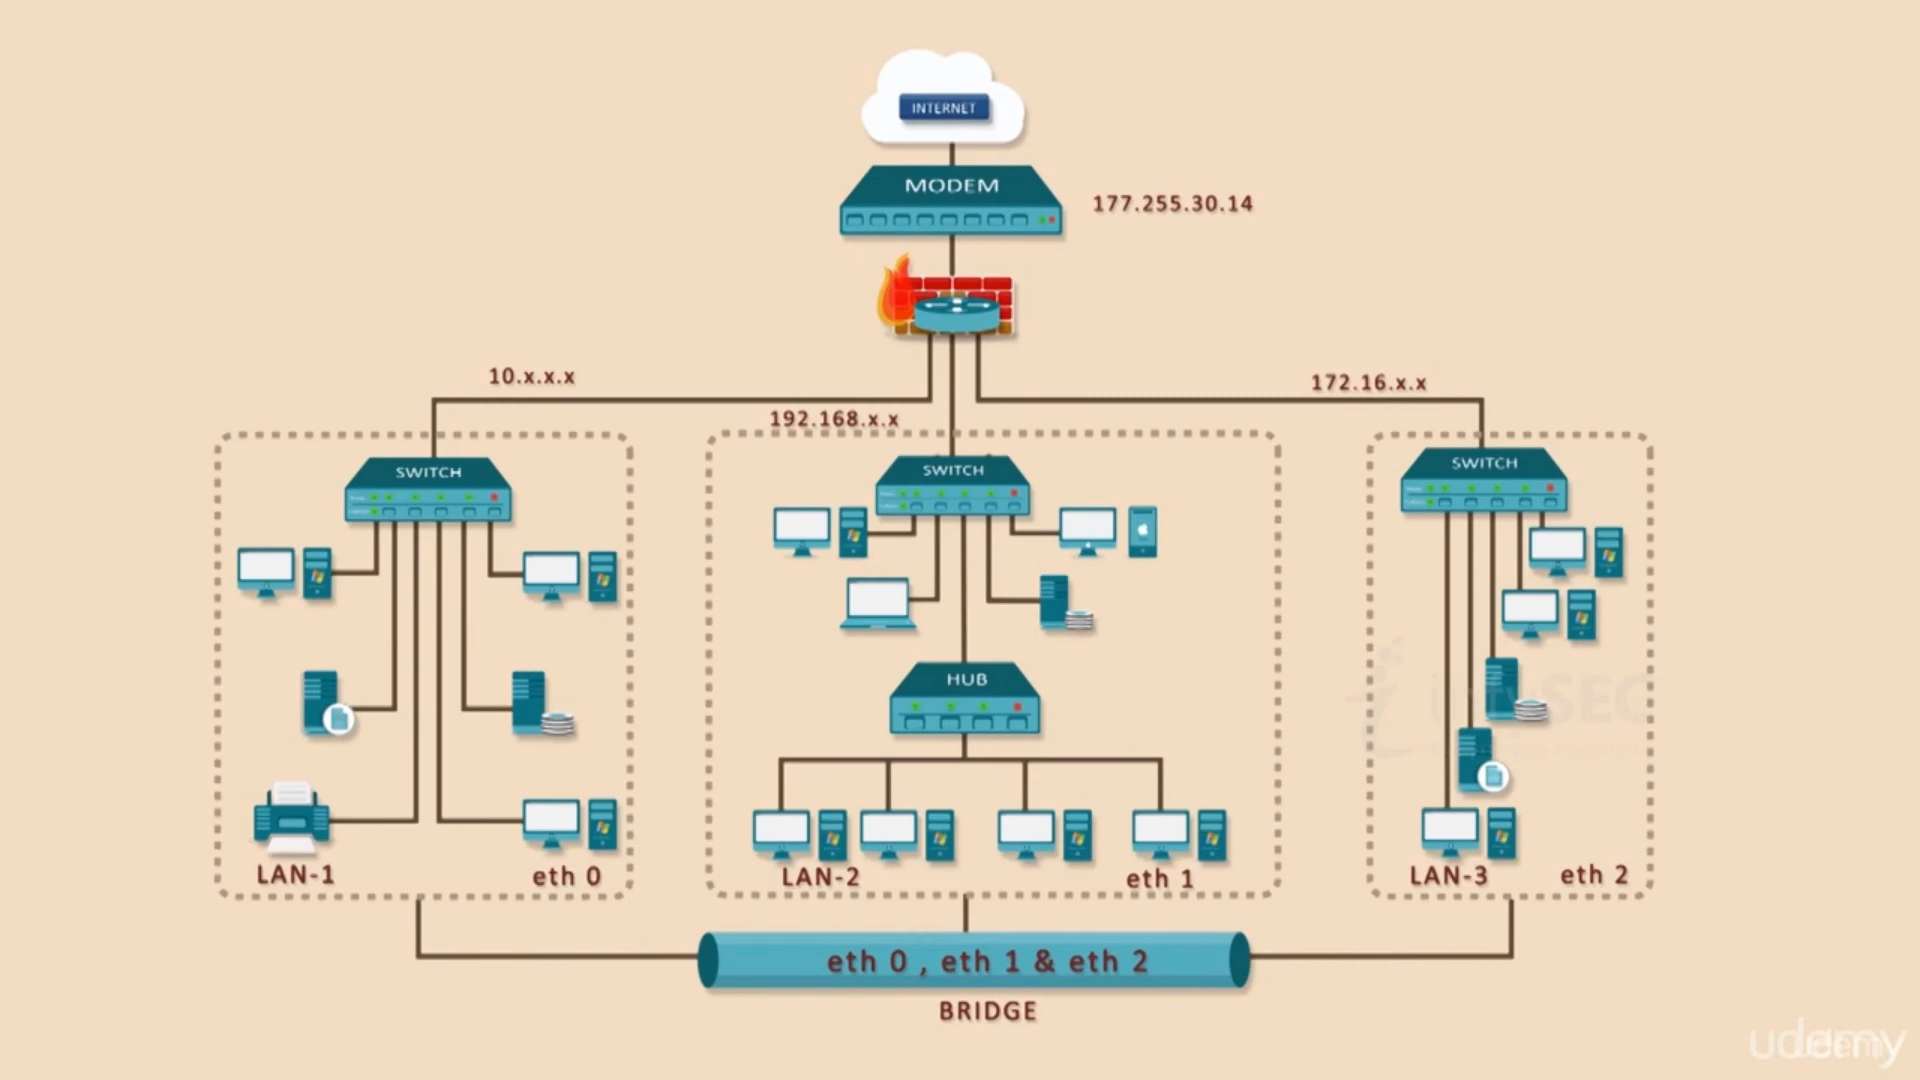 INTERNET
MODEM
177.255.30.14
10.x.x.x
172.16.x.x
192.168.x.x
SWITCH
SWITCH
SWITCH
HUB
LAN-1
eth 0
LAN-2
eth 1
LAN-3
eth 2
eth 0 , eth 1 & eth 2
BRIDGE
udemy